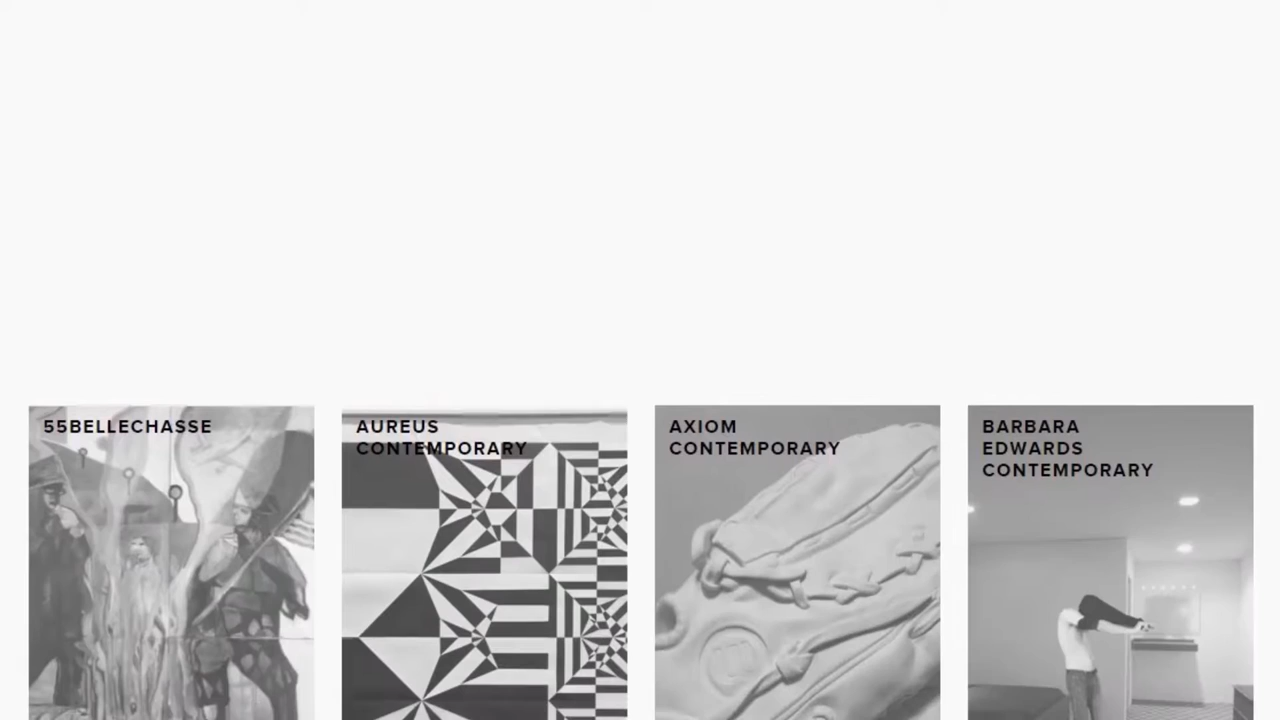 55BELLECHASSE
AUREUS
CONTEMPORARY
AXIOM
CONTEMPORARY
BARBARA
EDWARDS
CONTEMPORARY